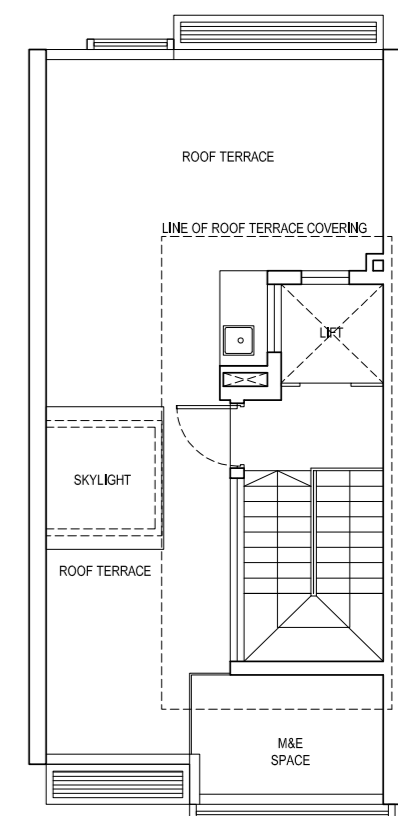 ROOF TERRACE
LINE OF ROOF TERRACE COVERING
LIFT
SKYLIGHT
ROOF TERRACE
M&E
SPACE